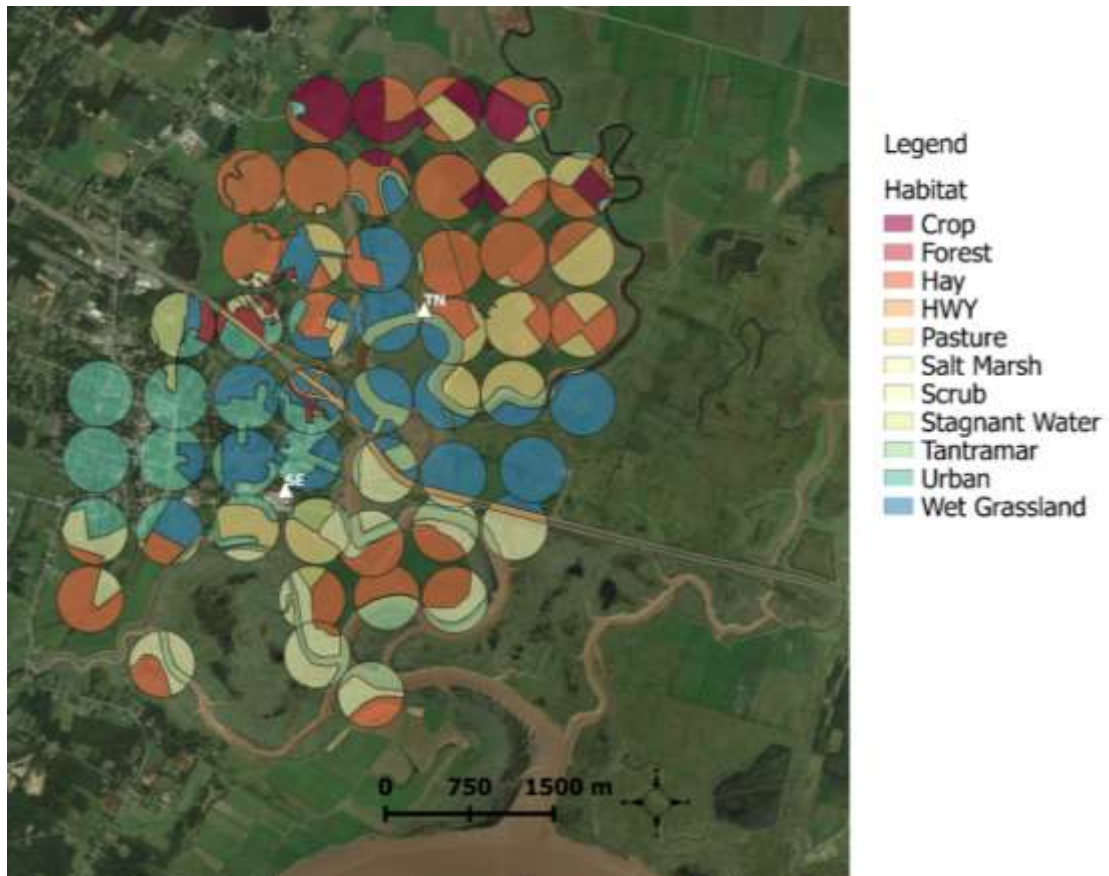 TN
SE
0 750 1500 m
Legend
Habitat
Crop
Forest
Hay
HWY
Pasture
Salt Marsh
Scrub
Stagnant Water
Tantramar
Urban
Wet Grassland